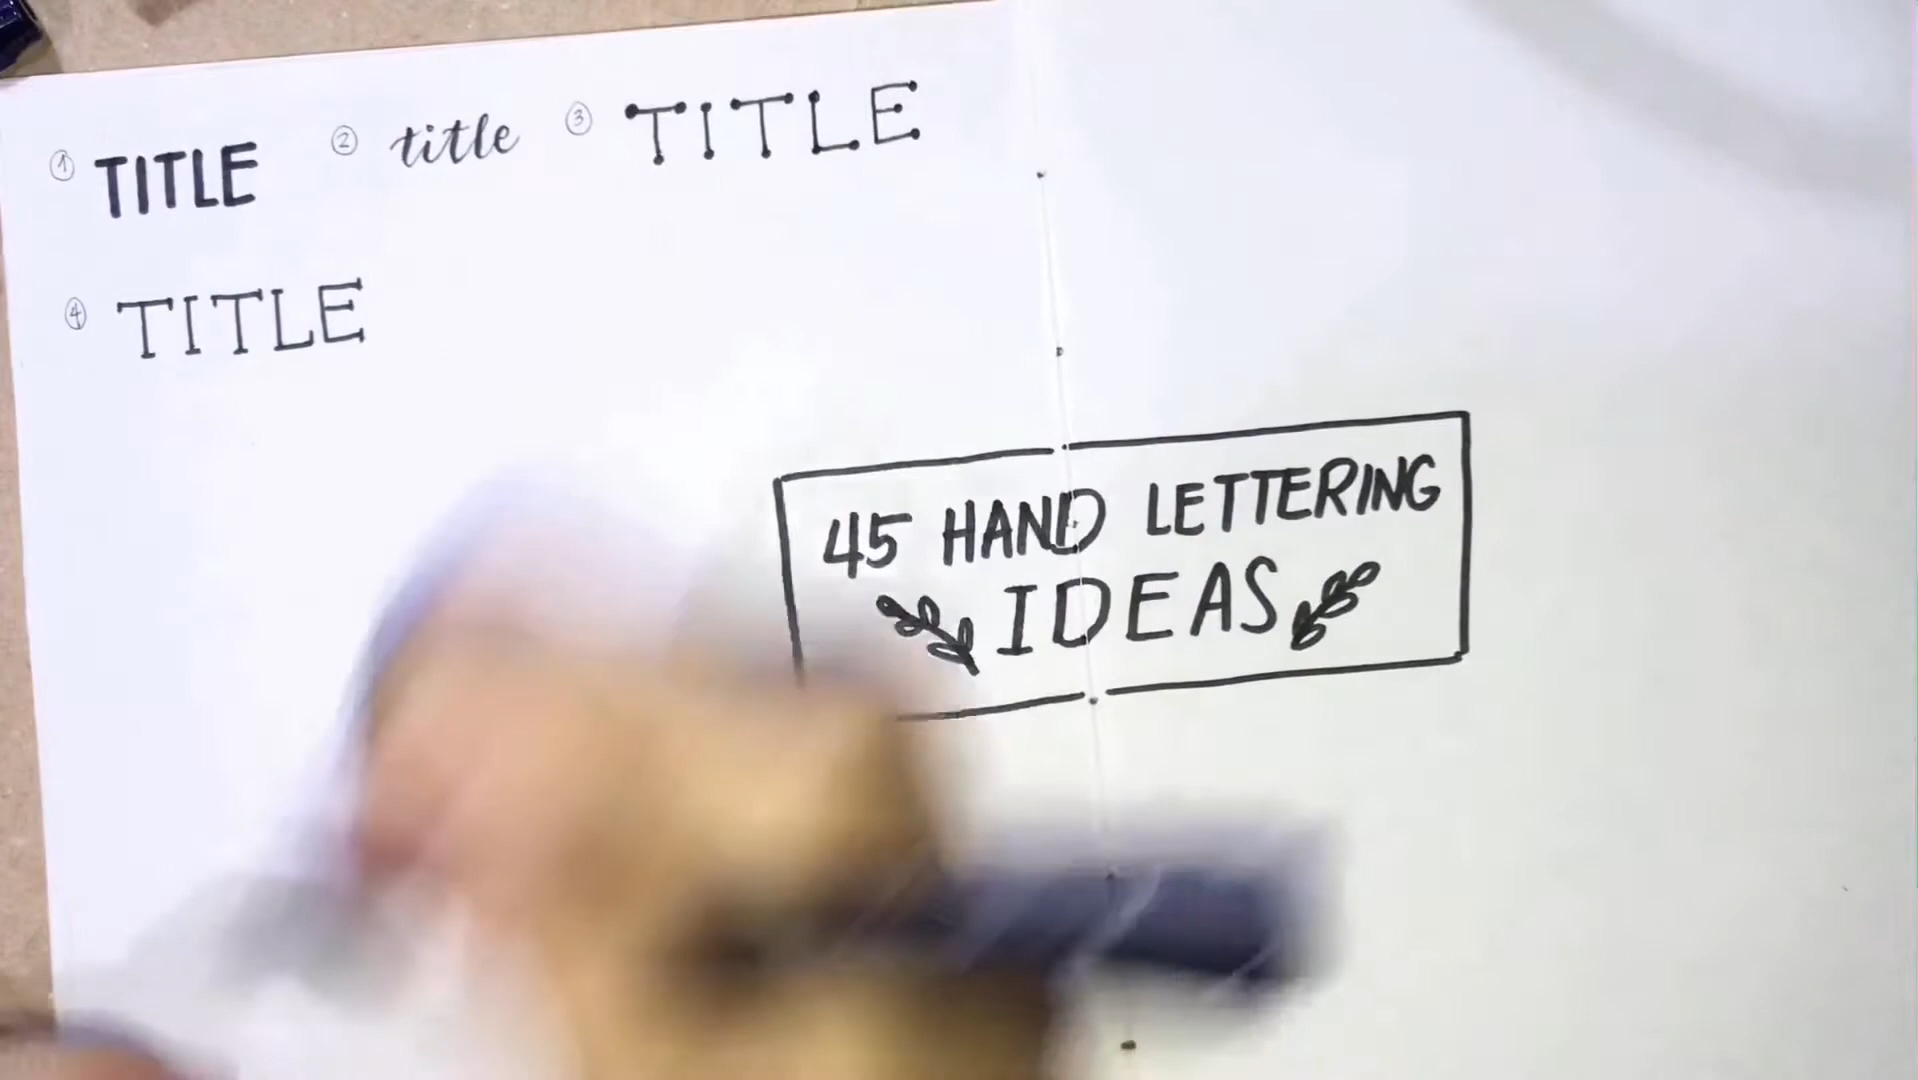 ① TITLE ② title ③ TITLE
④ TITLE
45 HAND LETTERING
IDEAS